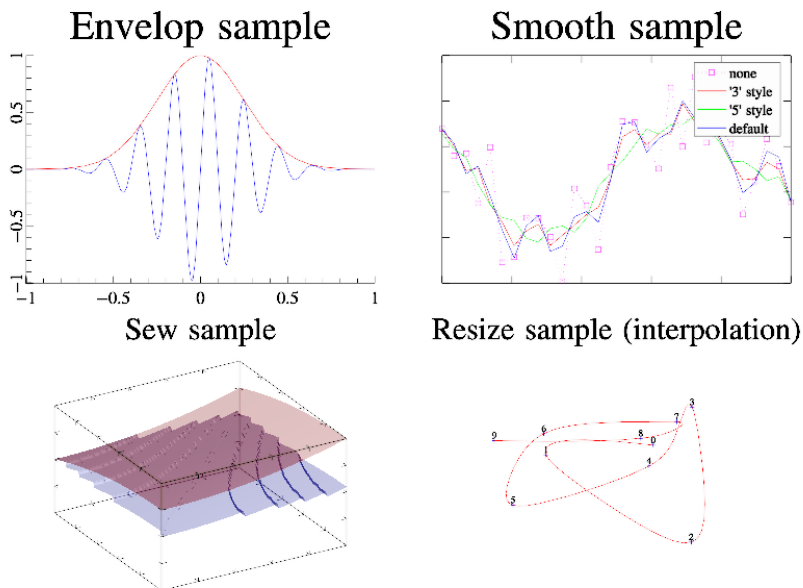 Envelop sample
Smooth sample
1
0.5
0
−0.5
−1
−1 −0.5 0 0.5 1
none
'3' style
'5' style
default
Sew sample
Resize sample (interpolation)
3
7
6
8
9
0
1
4
5
2